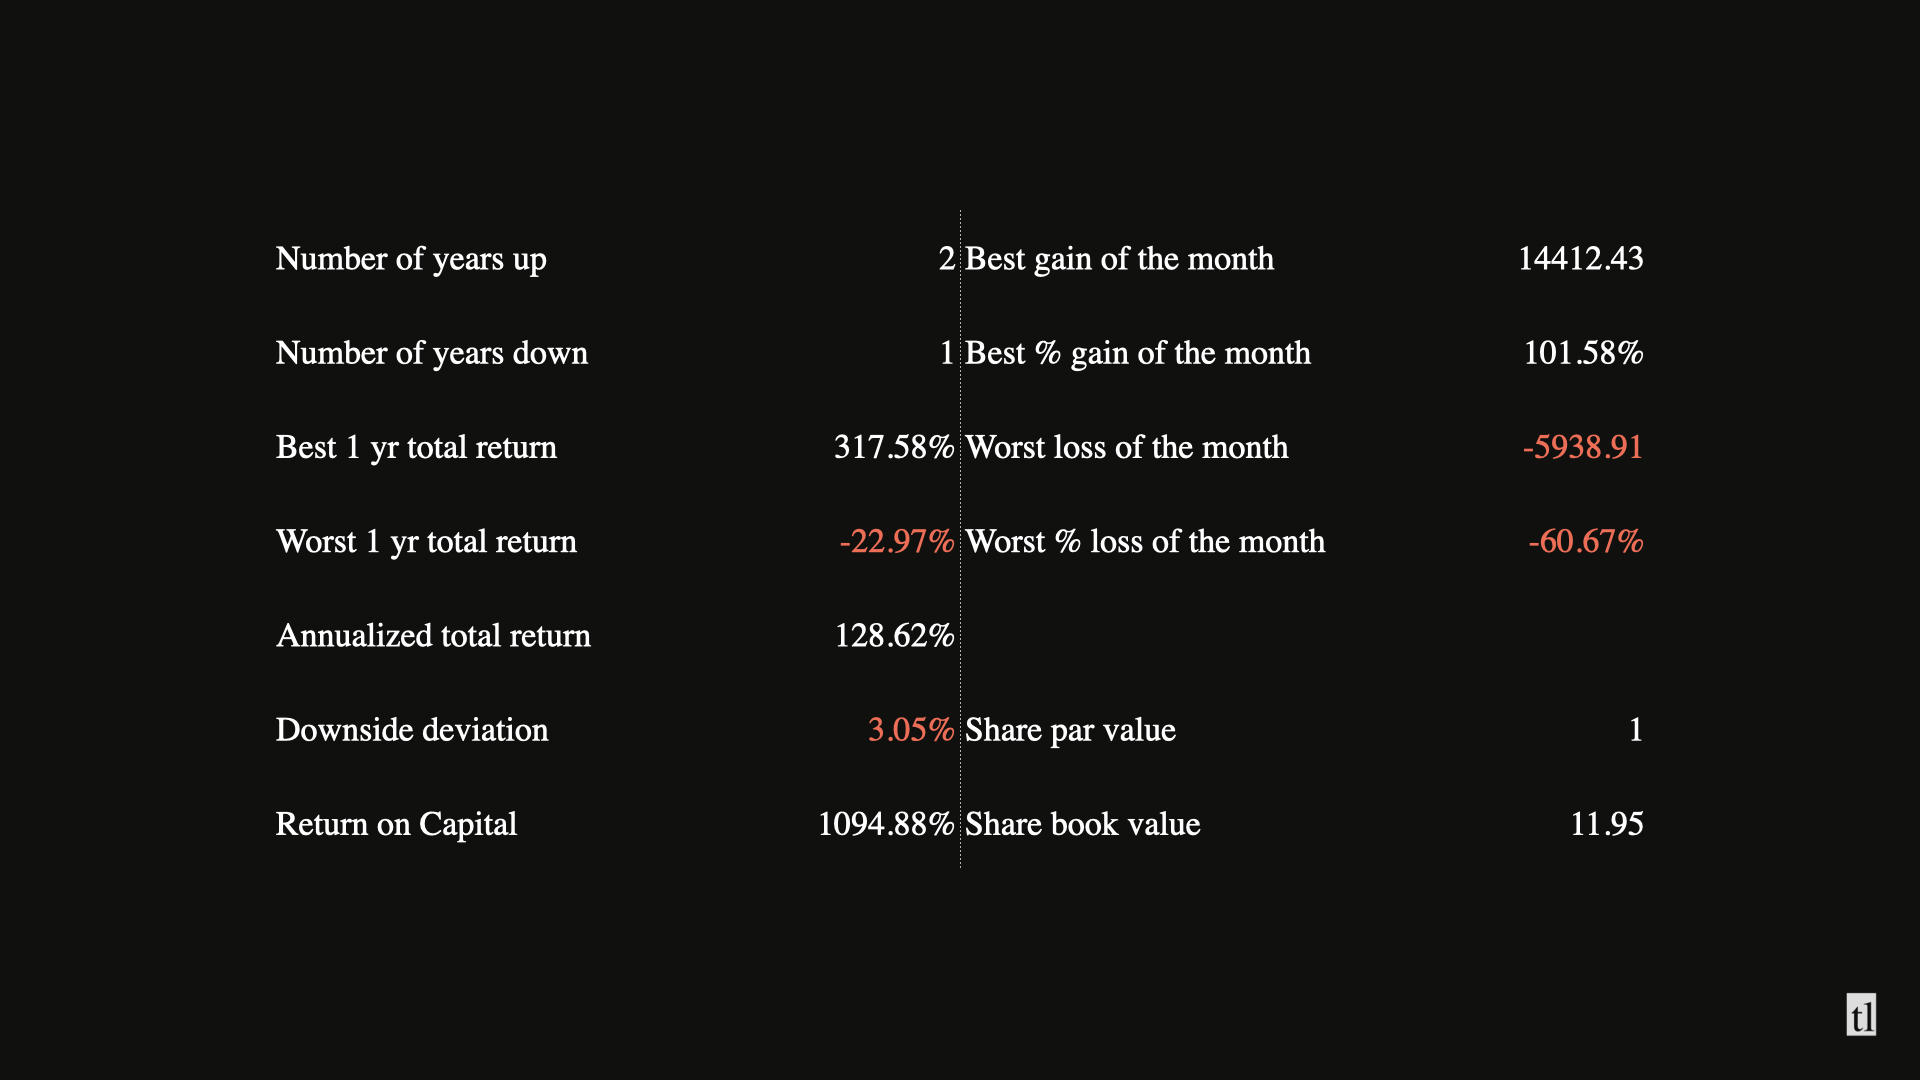 Number of years up 2 Best gain of the month 14412.43
Number of years down 1 Best % gain of the month 101.58%
Best 1 yr total return 317.58% Worst loss of the month -5938.91
Worst 1 yr total return -22.97% Worst % loss of the month -60.67%
Annualized total return 128.62%
Downside deviation 3.05% Share par value 1
Return on Capital 1094.88% Share book value 11.95
tl